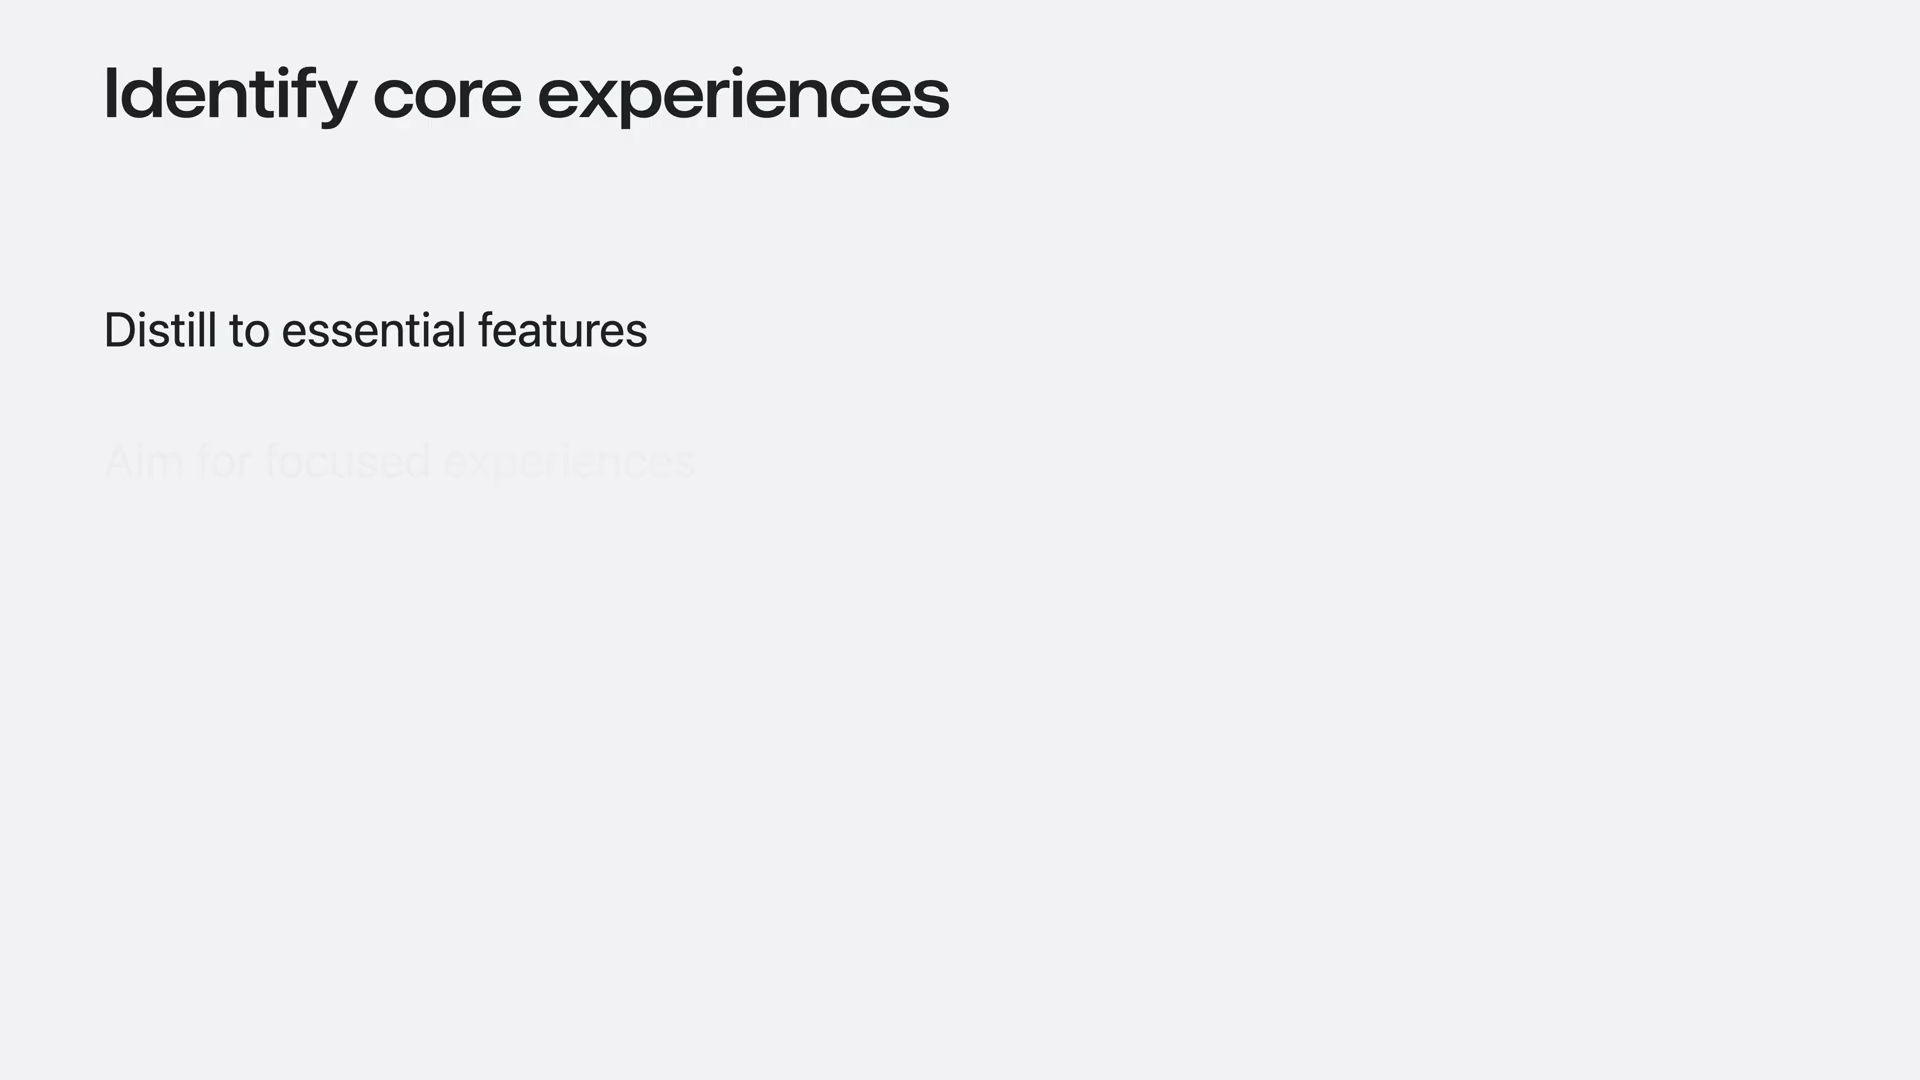 Identify core experiences
Distill to essential features
Aim for focused experiences